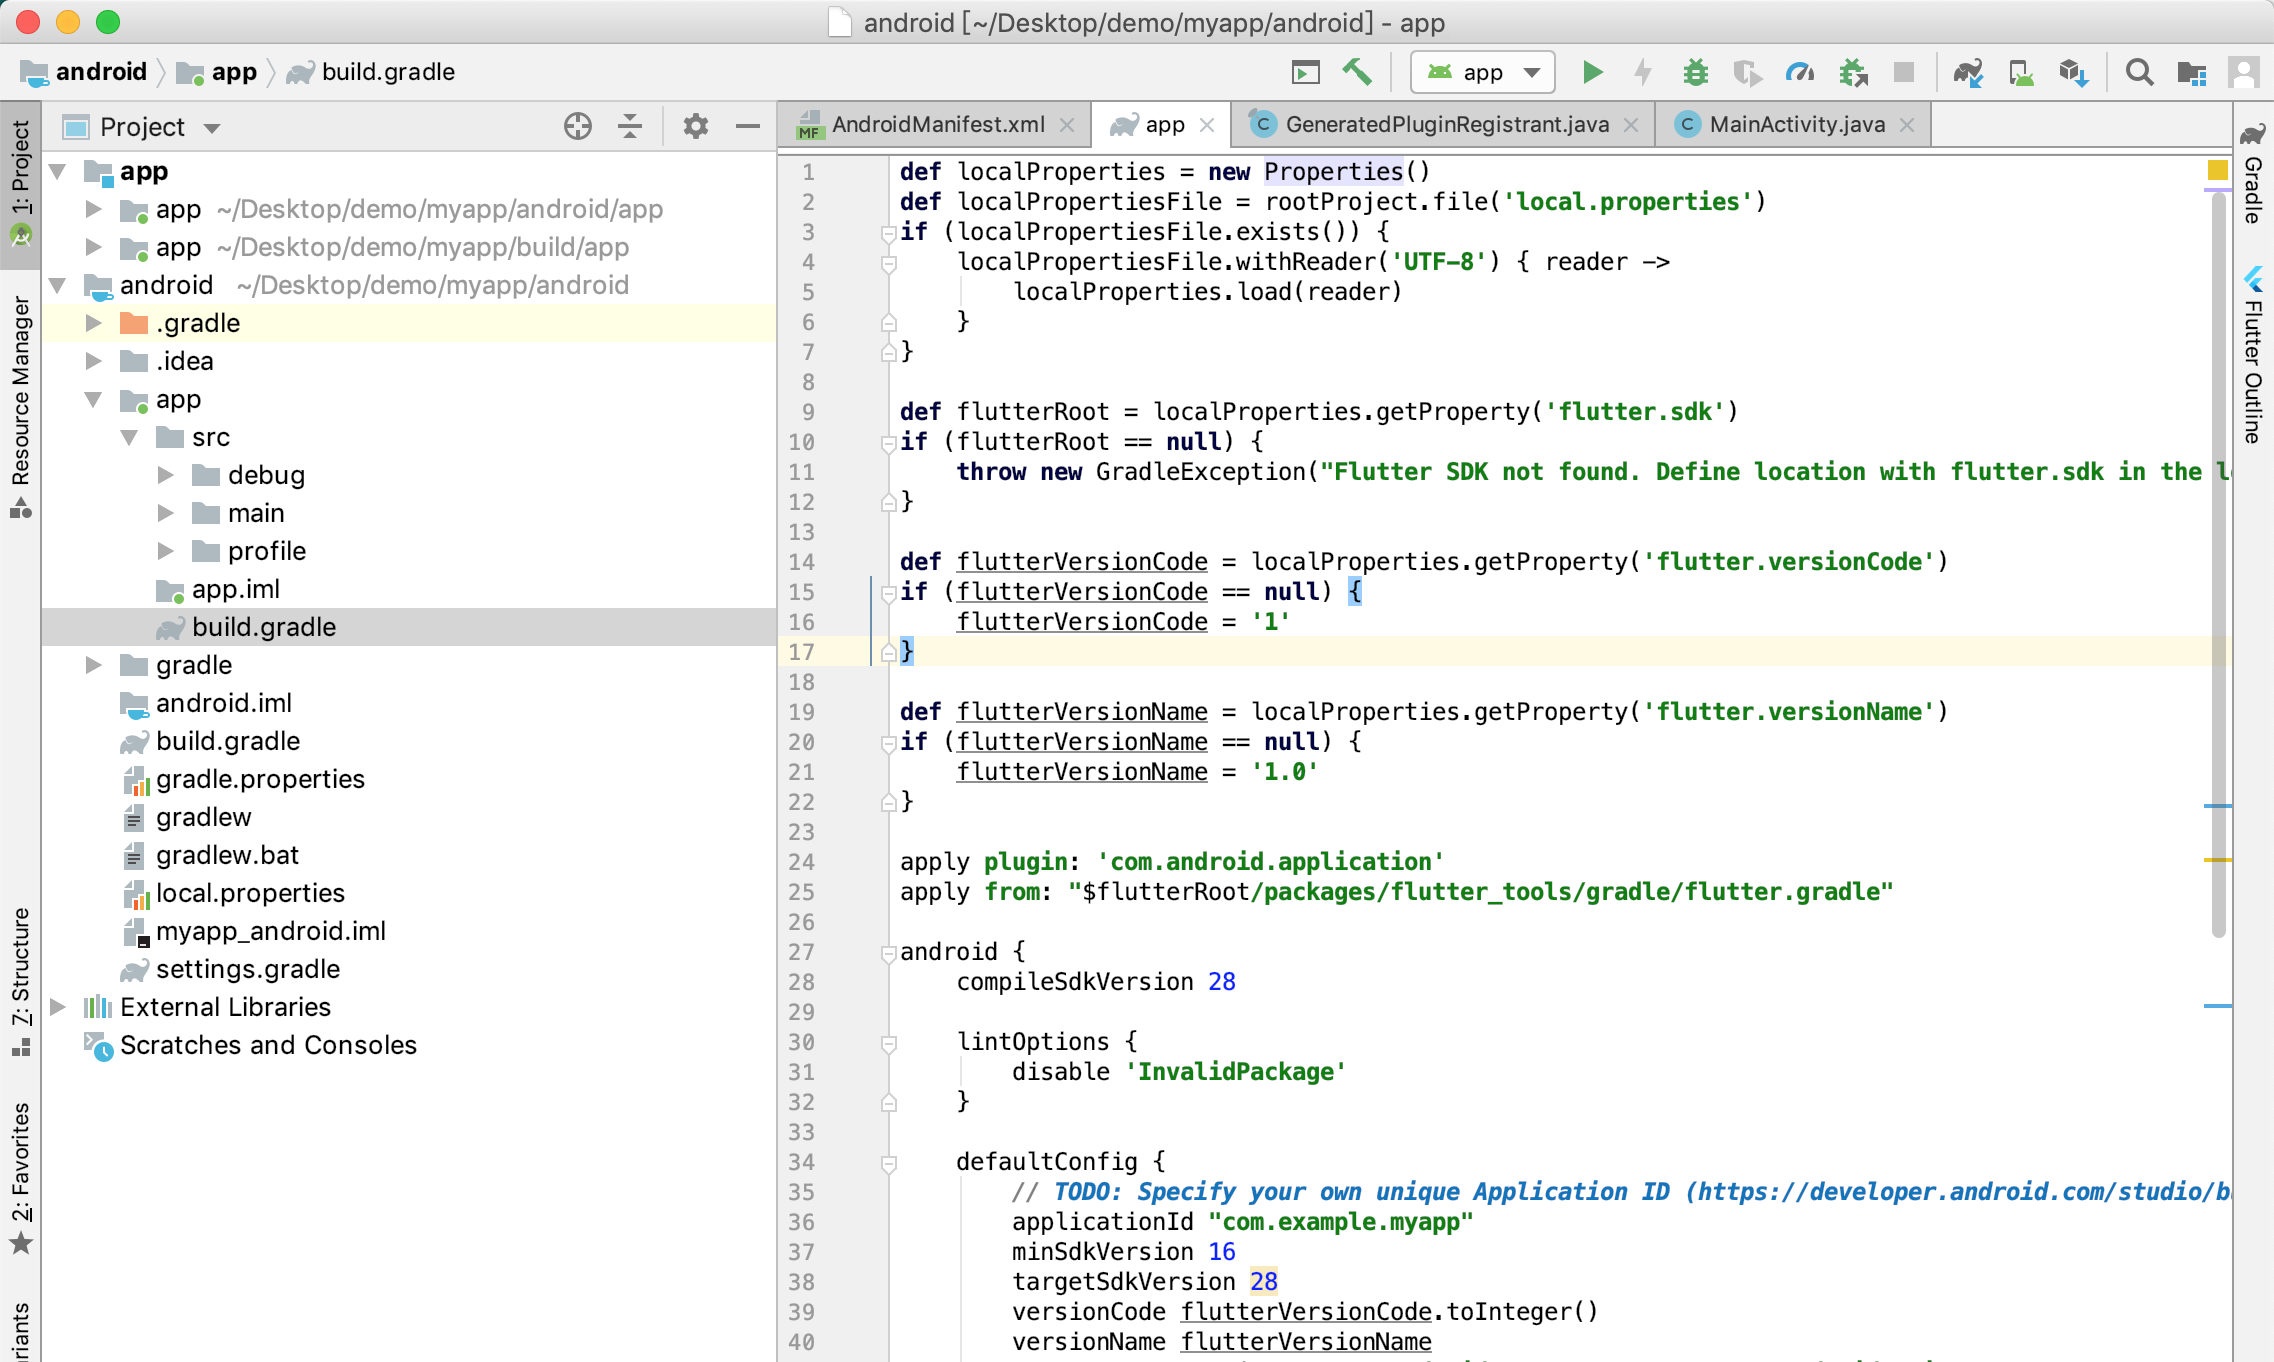 android [~/Desktop/demo/myapp/android] - app
android app build.gradle
app
1: Project
Resource Manager
7: Structure
2: Favorites
Project
app
app ~/Desktop/demo/myapp/android/app
app ~/Desktop/demo/myapp/build/app
android ~/Desktop/demo/myapp/android
.gradle
.idea
app
src
debug
main
profile
app.iml
build.gradle
gradle
android.iml
build.gradle
gradle.properties
gradlew
gradlew.bat
local.properties
myapp_android.iml
settings.gradle
External Libraries
Scratches and Consoles
MF AndroidManifest.xml
app
C GeneratedPluginRegistrant.java
C MainActivity.java
1 def localProperties = new Properties()
2 def localPropertiesFile = rootProject.file('local.properties')
3 if (localPropertiesFile.exists()) {
4     localPropertiesFile.withReader('UTF-8') { reader ->
5         localProperties.load(reader)
6     }
7 }
8
9 def flutterRoot = localProperties.getProperty('flutter.sdk')
10 if (flutterRoot == null) {
11     throw new GradleException("Flutter SDK not found. Define location with flutter.sdk in the
12 }
13
14 def flutterVersionCode = localProperties.getProperty('flutter.versionCode')
15 if (flutterVersionCode == null) {
16     flutterVersionCode = '1'
17 }
18
19 def flutterVersionName = localProperties.getProperty('flutter.versionName')
20 if (flutterVersionName == null) {
21     flutterVersionName = '1.0'
22 }
23
24 apply plugin: 'com.android.application'
25 apply from: "$flutterRoot/packages/flutter_tools/gradle/flutter.gradle"
26
27 android {
28     compileSdkVersion 28
29
30     lintOptions {
31         disable 'InvalidPackage'
32     }
33
34     defaultConfig {
35         // TODO: Specify your own unique Application ID (https://developer.android.com/studio/b
36         applicationId "com.example.myapp"
37         minSdkVersion 16
38         targetSdkVersion 28
39         versionCode flutterVersionCode.toInteger()
40         versionName flutterVersionName
Gradle
Flutter Outline